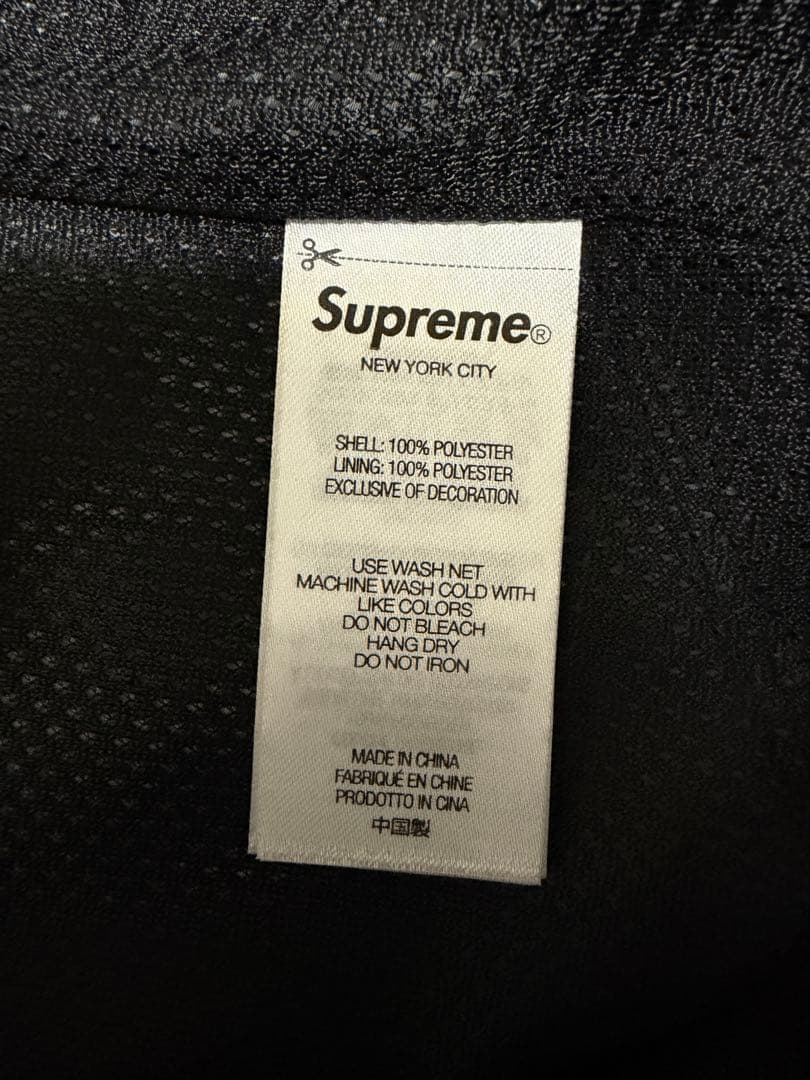 Supreme®
NEW YORK CITY
SHELL: 100% POLYESTER
LINING: 100% POLYESTER
EXCLUSIVE OF DECORATION
USE WASH NET
MACHINE WASH COLD WITH
LIKE COLORS
DO NOT BLEACH
HANG DRY
DO NOT IRON
MADE IN CHINA
FABRIQUÉ EN CHINE
PRODOTTO IN CINA
中国製